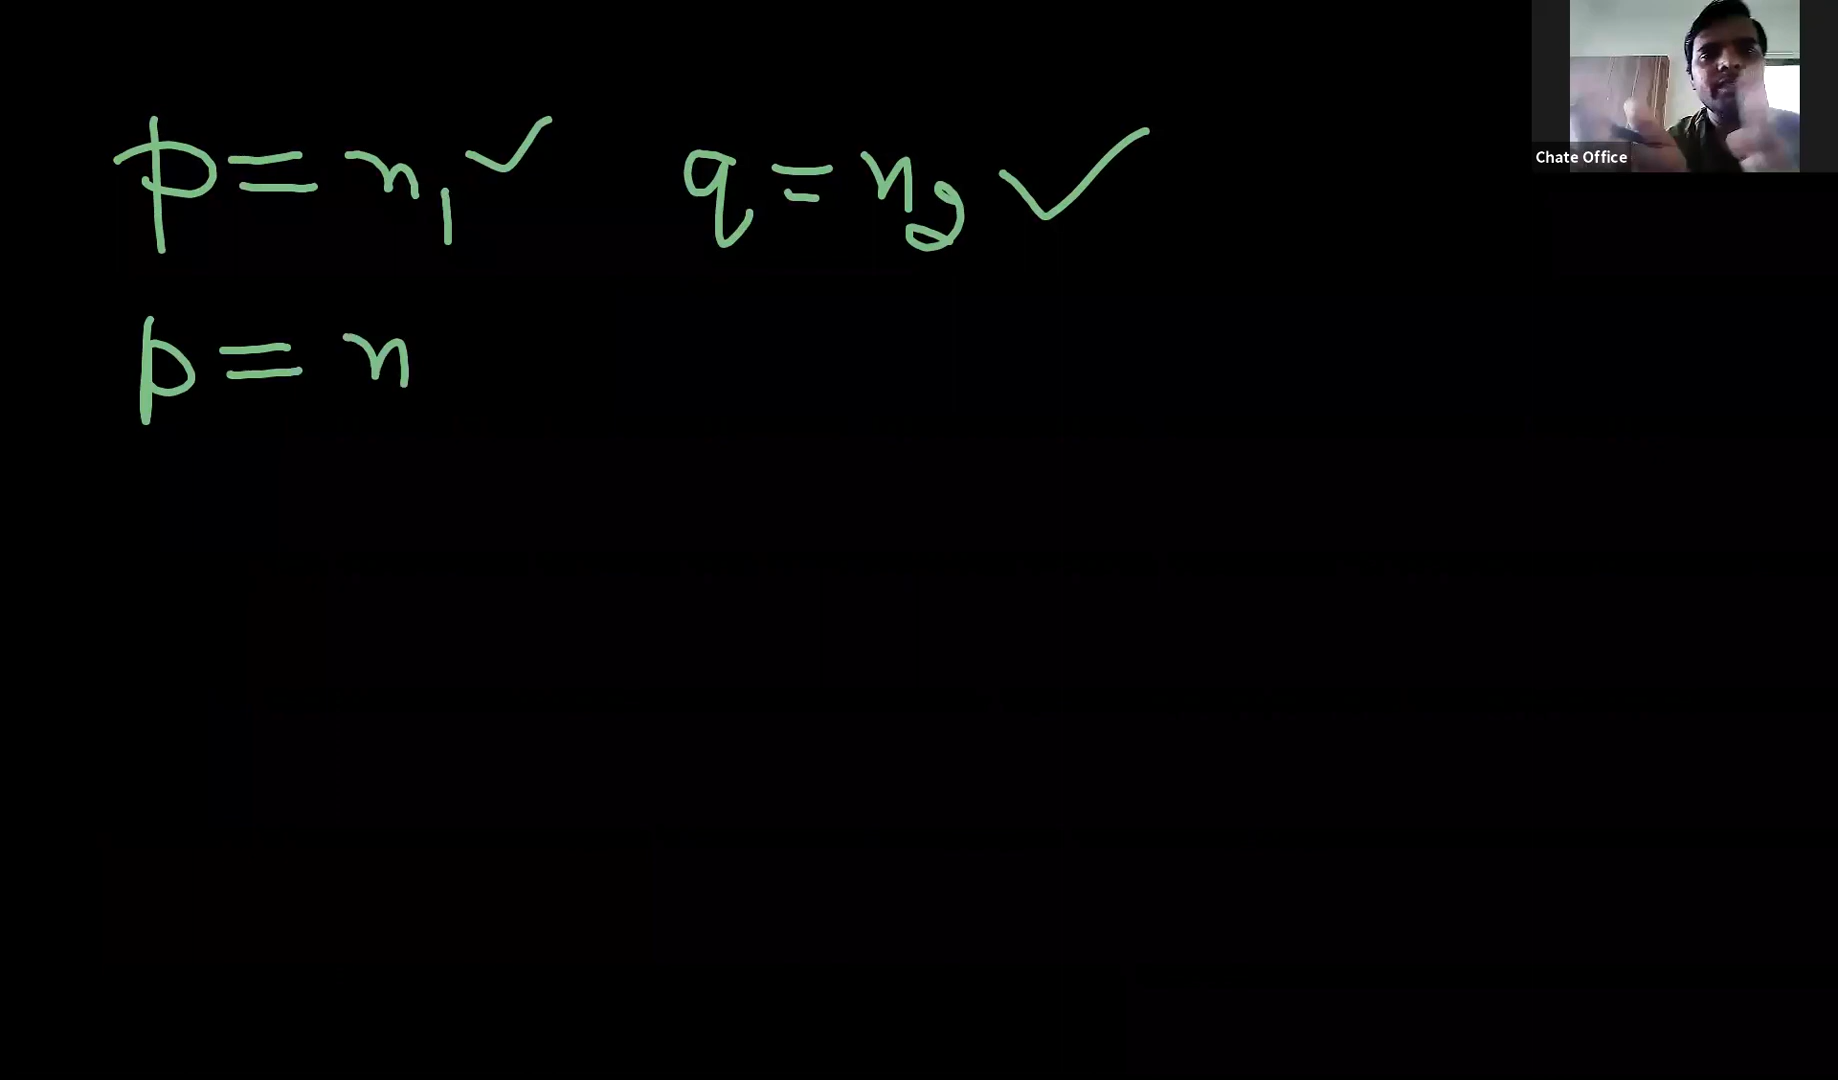 p = n₁ ✓ q = n₂ ✓
Chate Office
p = n